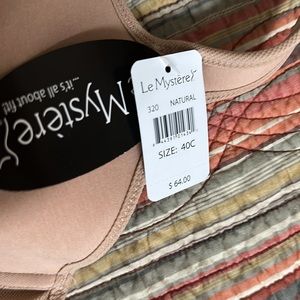 Le Mystère
320 NATURAL
SIZE: 40C
$ 64.00
Mystère
...it's all about fit!